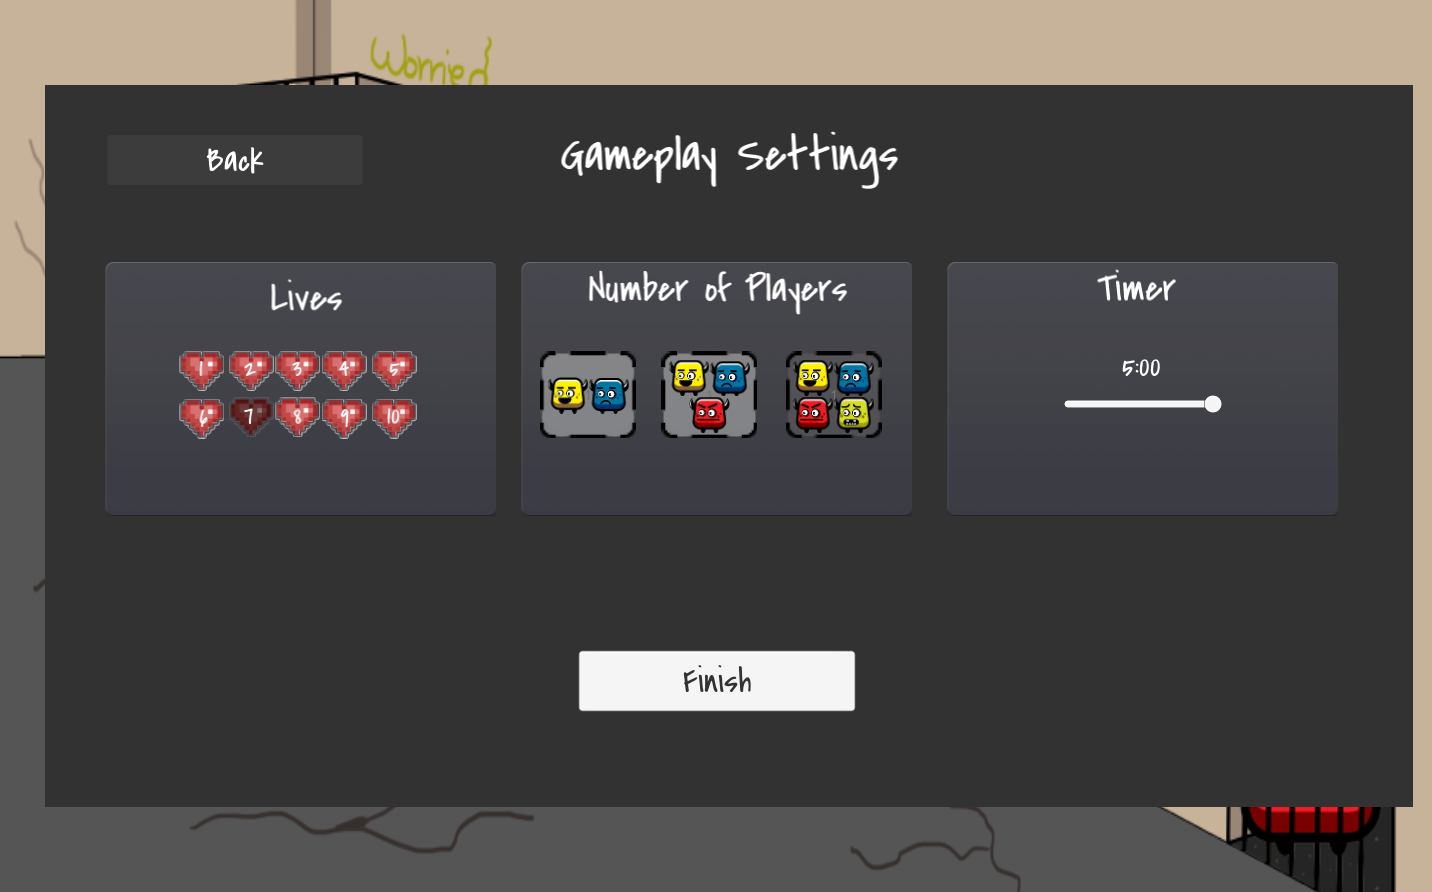 Worried
Back
Gameplay Settings
Lives
1 2 3 4 5
6 7 8 9 10
Number of Players
Timer
5:00
Finish